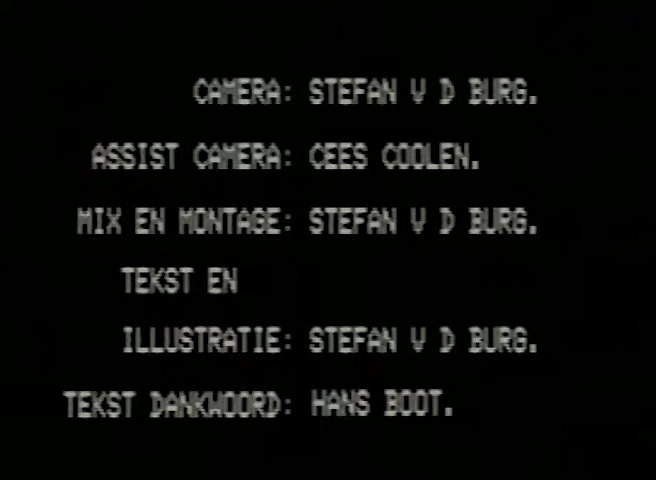 CAMERA: STEFAN V D BURG.
ASSIST CAMERA: CEES COOLEN.
MIX EN MONTAGE: STEFAN V D BURG.
TEKST EN
ILLUSTRATIE: STEFAN V D BURG.
TEKST DANKWOORD: HANS BOOT.